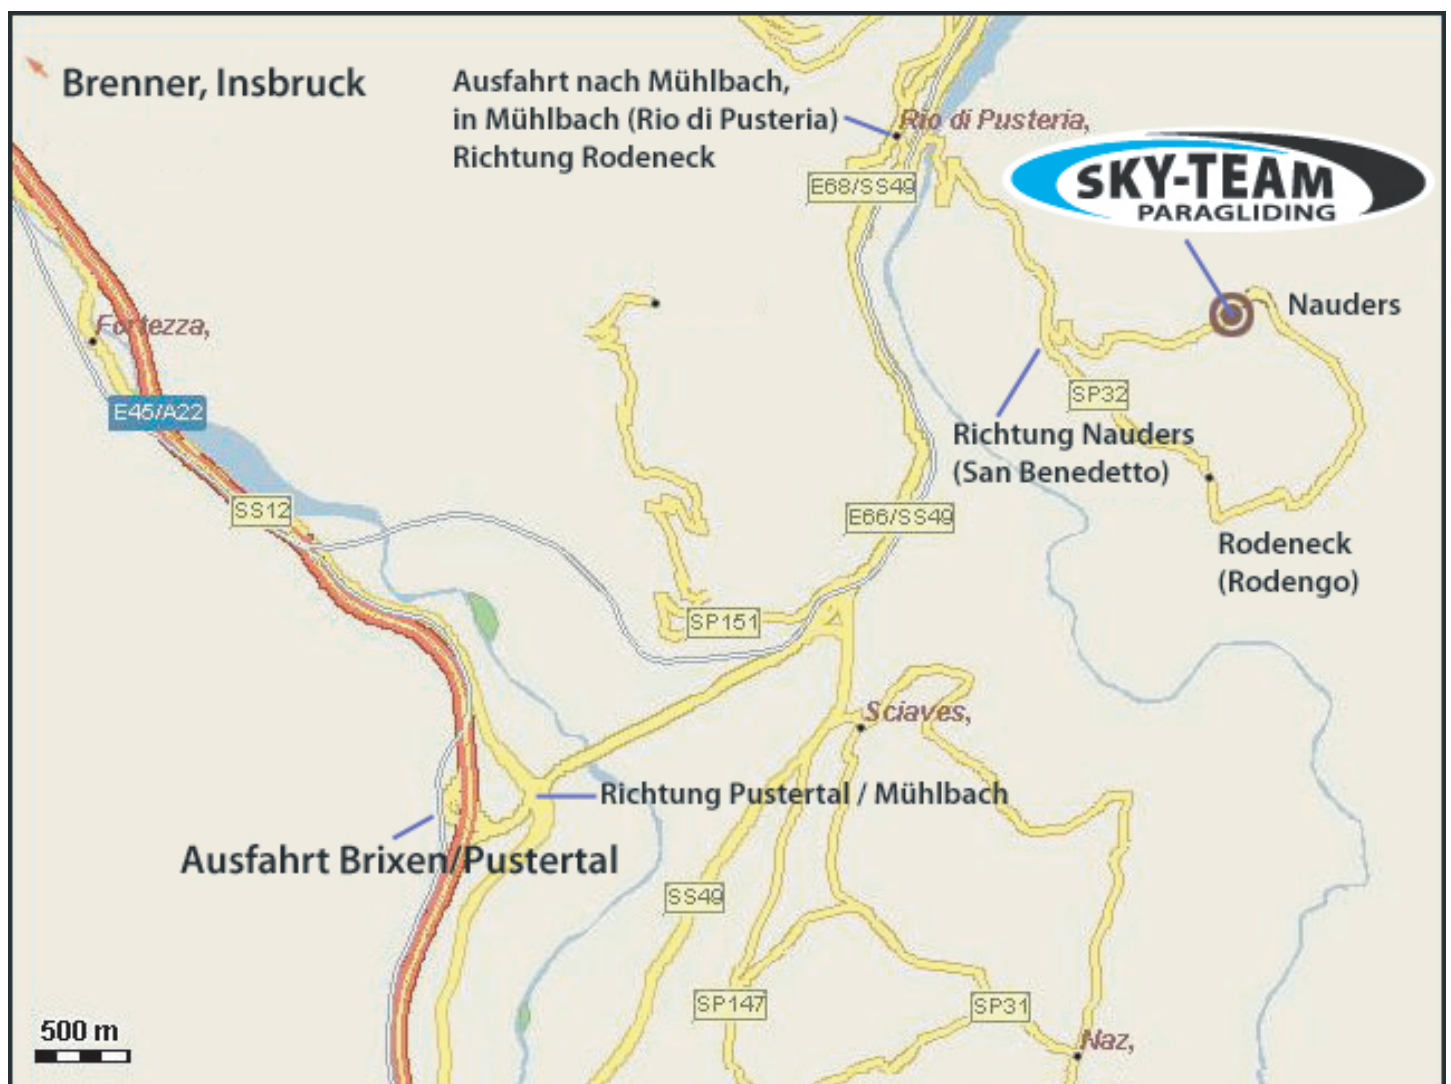 Brenner, Insbruck
Ausfahrt nach Mühlbach,
in Mühlbach (Rio di Pusteria)
Richtung Rodeneck
Rio di Pusteria,
SKY-TEAM
PARAGLIDING
E68/SS49
Nauders
Fortezza,
E45/A22
SP32
Richtung Nauders
(San Benedetto)
SS12
E66/SS49
Rodeneck
(Rodengo)
SP151
Sciaves,
Richtung Pustertal / Mühlbach
Ausfahrt Brixen/Pustertal
SS49
SP147
SP31
500 m
Naz,